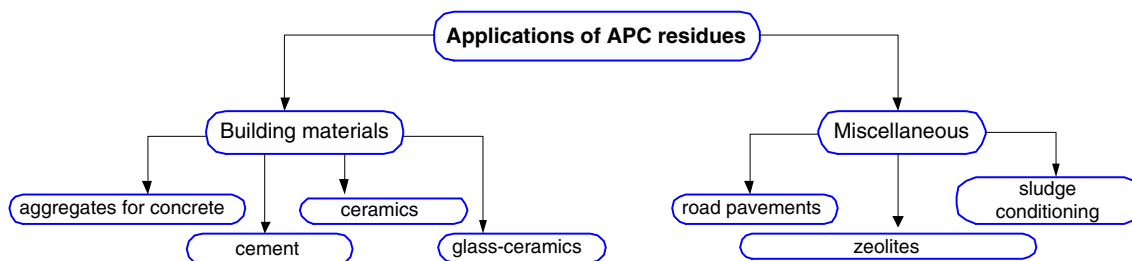 Applications of APC residues
Building materials
Miscellaneous
aggregates for concrete
cement
ceramics
glass-ceramics
road pavements
zeolites
sludge
conditioning